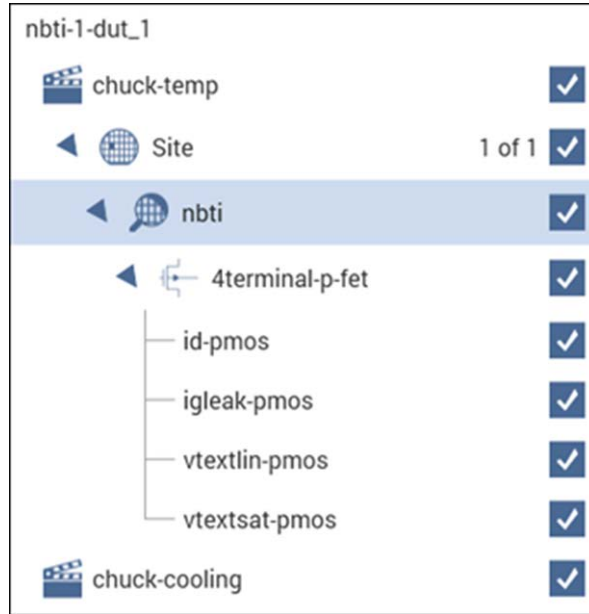 nbti-1-dut_1
chuck-temp
Site 1 of 1
nbti
4terminal-p-fet
id-pmos
igleak-pmos
vtextlin-pmos
vtextsat-pmos
chuck-cooling